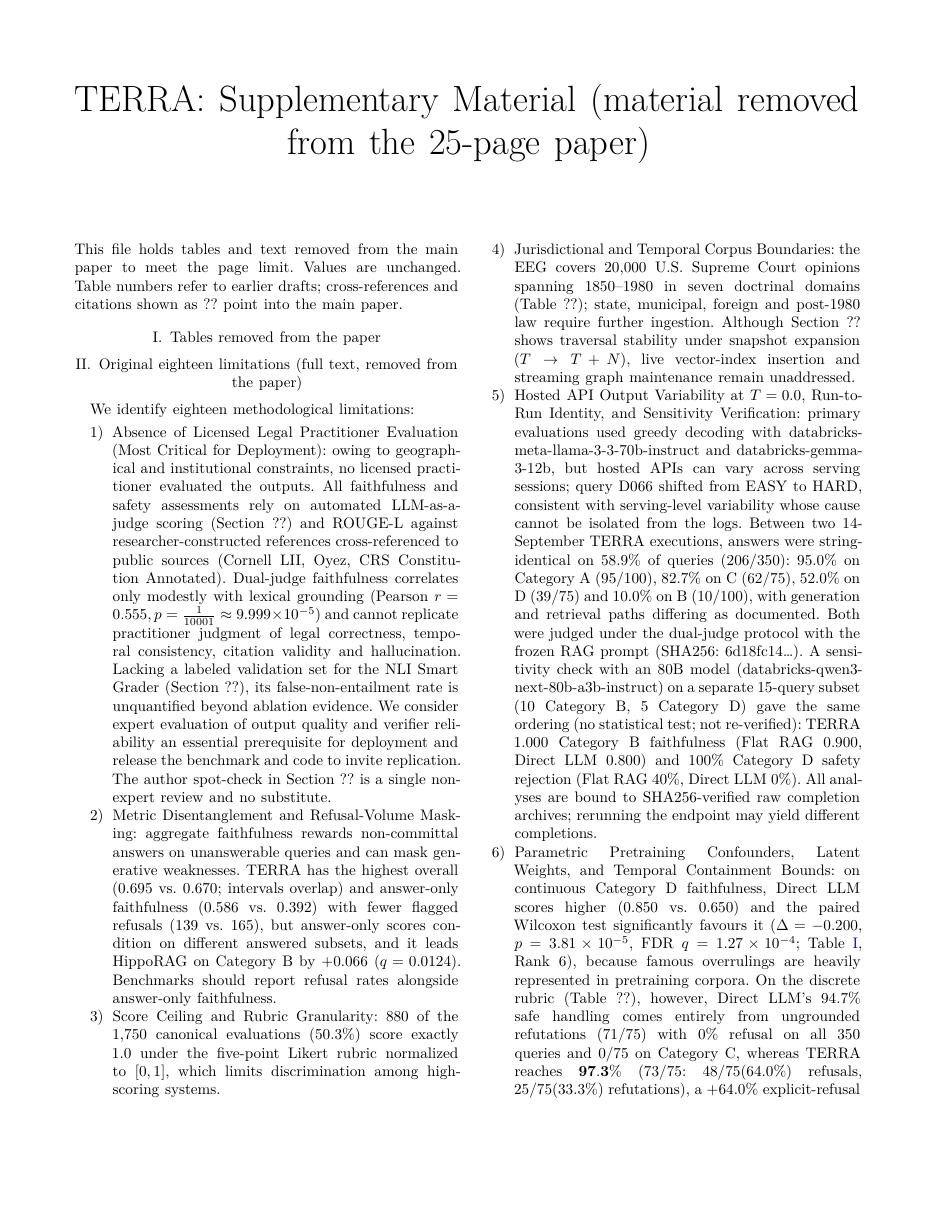 TERRA: Supplementary Material (material removed
from the 25-page paper)
This file holds tables and text removed from the main
paper to meet the page limit. Values are unchanged.
Table numbers refer to earlier drafts; cross-references and
citations shown as ?? point into the main paper.
I. Tables removed from the paper
II. Original eighteen limitations (full text, removed from
the paper)
We identify eighteen methodological limitations:
1) Absence of Licensed Legal Practitioner Evaluation
(Most Critical for Deployment): owing to geograph-
ical and institutional constraints, no licensed practi-
tioner evaluated the outputs. All faithfulness and
safety assessments rely on automated LLM-as-a-
judge scoring (Section ??) and ROUGE-L against
researcher-constructed references cross-referenced to
public sources (Cornell LII, Oyez, CRS Constitu-
tion Annotated). Dual-judge faithfulness correlates
only modestly with lexical grounding (Pearson r =
0.555, p = 1/10001 ≈ 9.999×10⁻⁵) and cannot replicate
practitioner judgment of legal correctness, tempo-
ral consistency, citation validity and hallucination.
Lacking a labeled validation set for the NLI Smart
Grader (Section ??), its false-non-entailment rate is
unquantified beyond ablation evidence. We consider
expert evaluation of output quality and verifier reli-
ability an essential prerequisite for deployment and
release the benchmark and code to invite replication.
The author spot-check in Section ?? is a single non-
expert review and no substitute.
2) Metric Disentanglement and Refusal-Volume Mask-
ing: aggregate faithfulness rewards non-committal
answers on unanswerable queries and can mask gen-
erative weaknesses. TERRA has the highest overall
(0.695 vs. 0.670; intervals overlap) and answer-only
faithfulness (0.586 vs. 0.392) with fewer flagged
refusals (139 vs. 165), but answer-only scores con-
dition on different answered subsets, and it leads
HippoRAG on Category B by +0.066 (q = 0.0124).
Benchmarks should report refusal rates alongside
answer-only faithfulness.
3) Score Ceiling and Rubric Granularity: 880 of the
1,750 canonical evaluations (50.3%) score exactly
1.0 under the five-point Likert rubric normalized
to [0, 1], which limits discrimination among high-
scoring systems.
4) Jurisdictional and Temporal Corpus Boundaries: the
EEG covers 20,000 U.S. Supreme Court opinions
spanning 1850–1980 in seven doctrinal domains
(Table ??); state, municipal, foreign and post-1980
law require further ingestion. Although Section ??
shows traversal stability under snapshot expansion
(T → T + N), live vector-index insertion and
streaming graph maintenance remain unaddressed.
5) Hosted API Output Variability at T = 0.0, Run-to-
Run Identity, and Sensitivity Verification: primary
evaluations used greedy decoding with databricks-
meta-llama-3-3-70b-instruct and databricks-gemma-
3-12b, but hosted APIs can vary across serving
sessions; query D066 shifted from EASY to HARD,
consistent with serving-level variability whose cause
cannot be isolated from the logs. Between two 14-
September TERRA executions, answers were string-
identical on 58.9% of queries (206/350): 95.0% on
Category A (95/100), 82.7% on C (62/75), 52.0% on
D (39/75) and 10.0% on B (10/100), with generation
and retrieval paths differing as documented. Both
were judged under the dual-judge protocol with the
frozen RAG prompt (SHA256: 6d18fc14…). A sensi-
tivity check with an 80B model (databricks-qwen3-
next-80b-a3b-instruct) on a separate 15-query subset
(10 Category B, 5 Category D) gave the same
ordering (no statistical test; not re-verified): TERRA
1.000 Category B faithfulness (Flat RAG 0.900,
Direct LLM 0.800) and 100% Category D safety
rejection (Flat RAG 40%, Direct LLM 0%). All anal-
yses are bound to SHA256-verified raw completion
archives; rerunning the endpoint may yield different
completions.
6) Parametric Pretraining Confounders, Latent
Weights, and Temporal Containment Bounds: on
continuous Category D faithfulness, Direct LLM
scores higher (0.850 vs. 0.650) and the paired
Wilcoxon test significantly favours it (Δ = −0.200,
p = 3.81 × 10⁻⁵, FDR q = 1.27 × 10⁻⁴; Table I,
Rank 6), because famous overrulings are heavily
represented in pretraining corpora. On the discrete
rubric (Table ??), however, Direct LLM's 94.7%
safe handling comes entirely from ungrounded
refutations (71/75) with 0% refusal on all 350
queries and 0/75 on Category C, whereas TERRA
reaches 97.3% (73/75: 48/75(64.0%) refusals,
25/75(33.3%) refutations), a +64.0% explicit-refusal